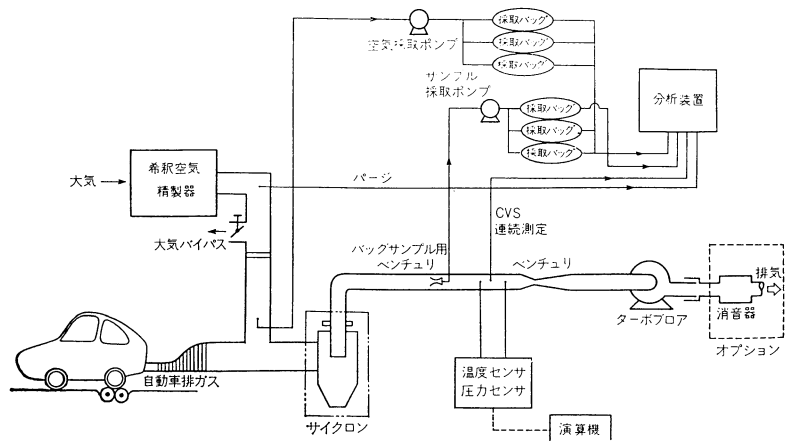 採取バッグ
採取バッグ
採取バッグ
空気採取ポンプ
サンプル
採取ポンプ
採取バッグ
採取バッグ
採取バッグ
分析装置
希釈空気
精製器
大気
パージ
大気バイパス
CVS
連続測定
バッグサンプル用
ベンチュリ
ベンチュリ
排気
消音器
ターボブロア
オプション
自動車排ガス
温度センサ
圧力センサ
サイクロン
演算機